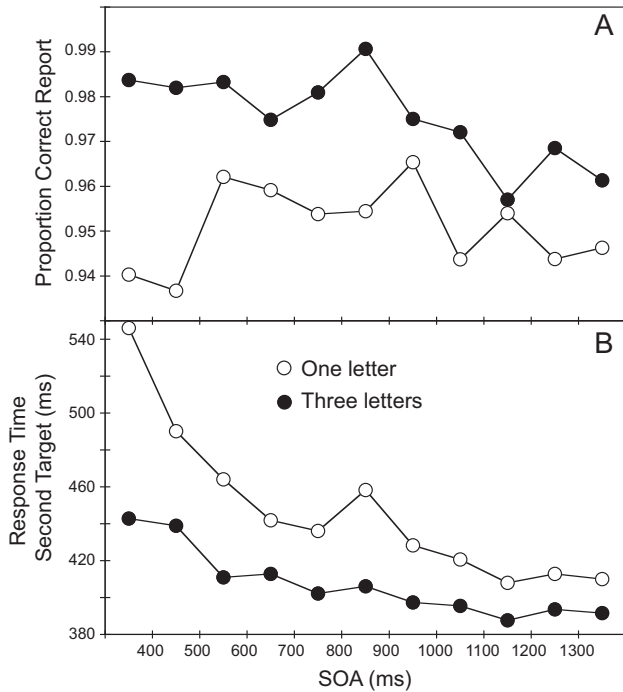 A
Proportion Correct Report
0.99
0.98
0.97
0.96
0.95
0.94
B
Response Time
Second Target (ms)
540
500
460
420
380
One letter
Three letters
400 500 600 700 800 900 1000 1100 1200 1300
SOA (ms)